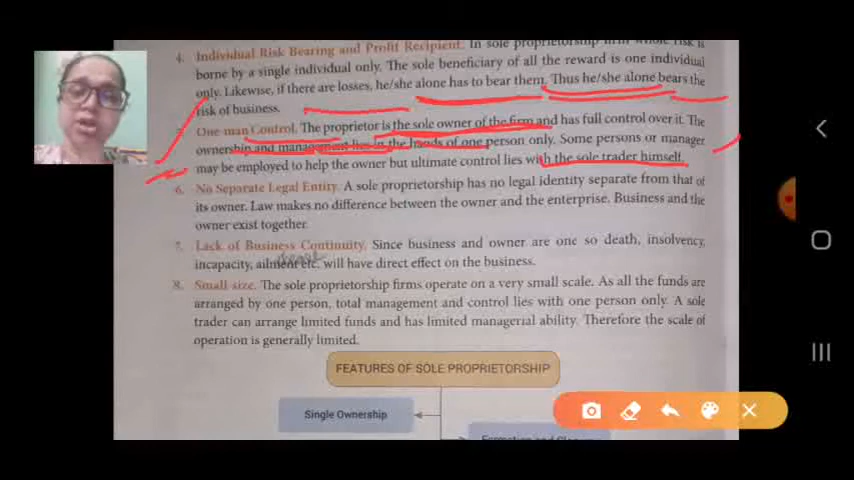 4. Individual Risk Bearing and Profit Recipient. In sole proprietorship firm whole risk is
borne by a single individual only. The sole beneficiary of all the reward is one individual
only. Likewise, if there are losses, he/she alone has to bear them. Thus he/she alone bears the
risk of business.
One man Control. The proprietor is the sole owner of the firm and has full control over it. The
ownership and management lies in the hands of one person only. Some persons or manager
may be employed to help the owner but ultimate control lies with the sole trader himself.
6. No Separate Legal Entity. A sole proprietorship has no legal identity separate from that of
its owner. Law makes no difference between the owner and the enterprise. Business and the
owner exist together.
7. Lack of Business Continuity. Since business and owner are one so death, insolvency,
incapacity, ailment etc. will have direct effect on the business.
8. Small size. The sole proprietorship firms operate on a very small scale. As all the funds are
arranged by one person, total management and control lies with one person only. A sole
trader can arrange limited funds and has limited managerial ability. Therefore the scale of
operation is generally limited.
FEATURES OF SOLE PROPRIETORSHIP
Single Ownership
Formation and